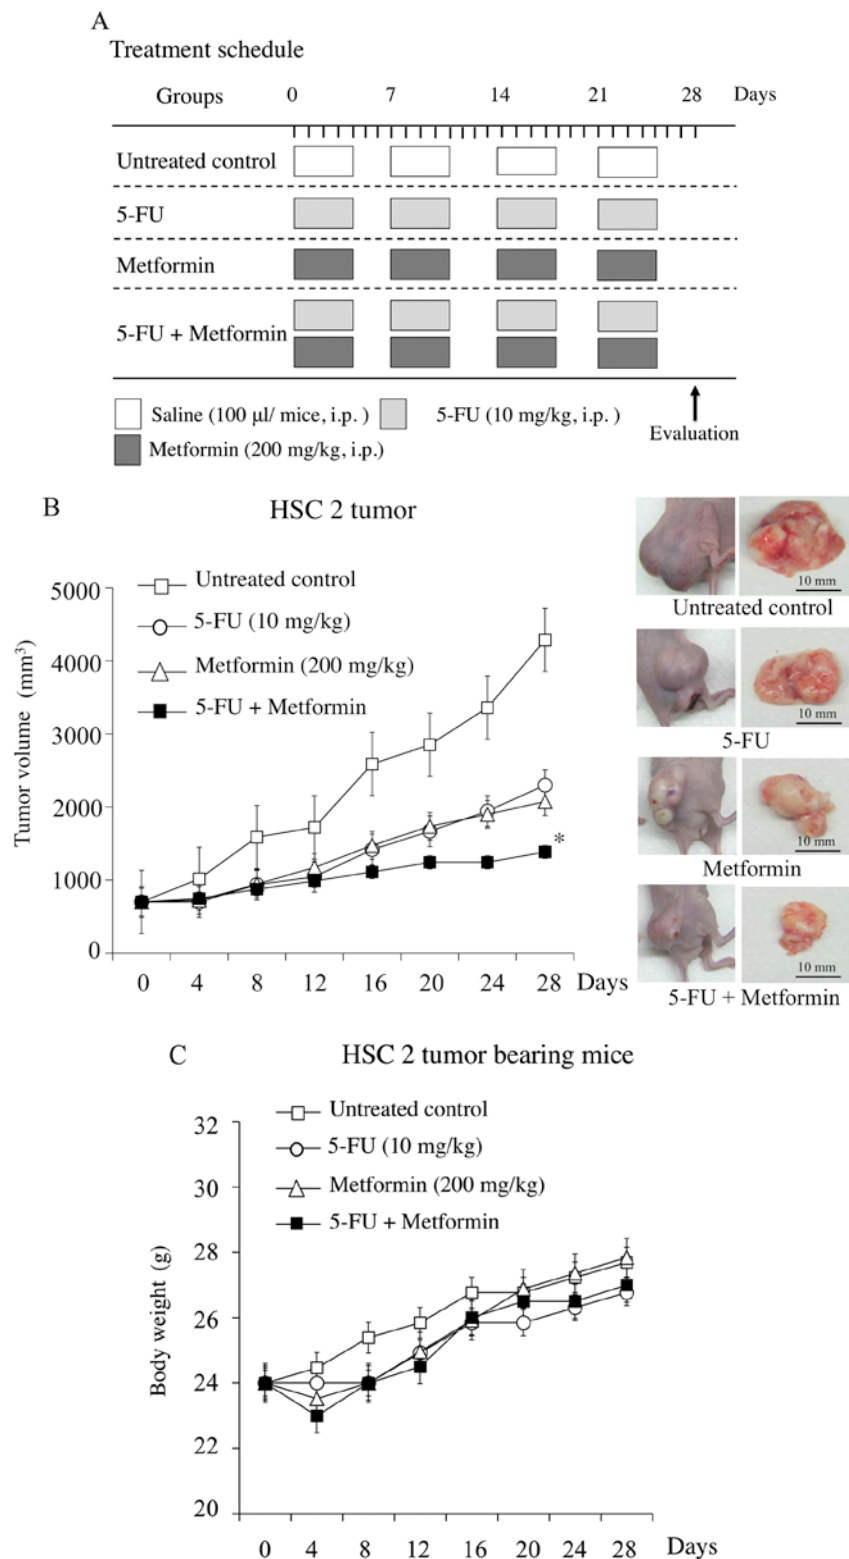 A
Treatment schedule
Groups 0 7 14 21 28 Days
Untreated control
5-FU
Metformin
5-FU + Metformin
Saline (100 µl/ mice, i.p. ) 5-FU (10 mg/kg, i.p. )
Metformin (200 mg/kg, i.p.)
Evaluation
B
HSC 2 tumor
Tumor volume (mm³)
5000
4000
3000
2000
1000
0
Untreated control
5-FU (10 mg/kg)
Metformin (200 mg/kg)
5-FU + Metformin
*
0 4 8 12 16 20 24 28 Days
10 mm
Untreated control
10 mm
5-FU
10 mm
Metformin
10 mm
5-FU + Metformin
C
HSC 2 tumor bearing mice
Body weight (g)
32
30
28
26
24
22
20
Untreated control
5-FU (10 mg/kg)
Metformin (200 mg/kg)
5-FU + Metformin
0 4 8 12 16 20 24 28 Days